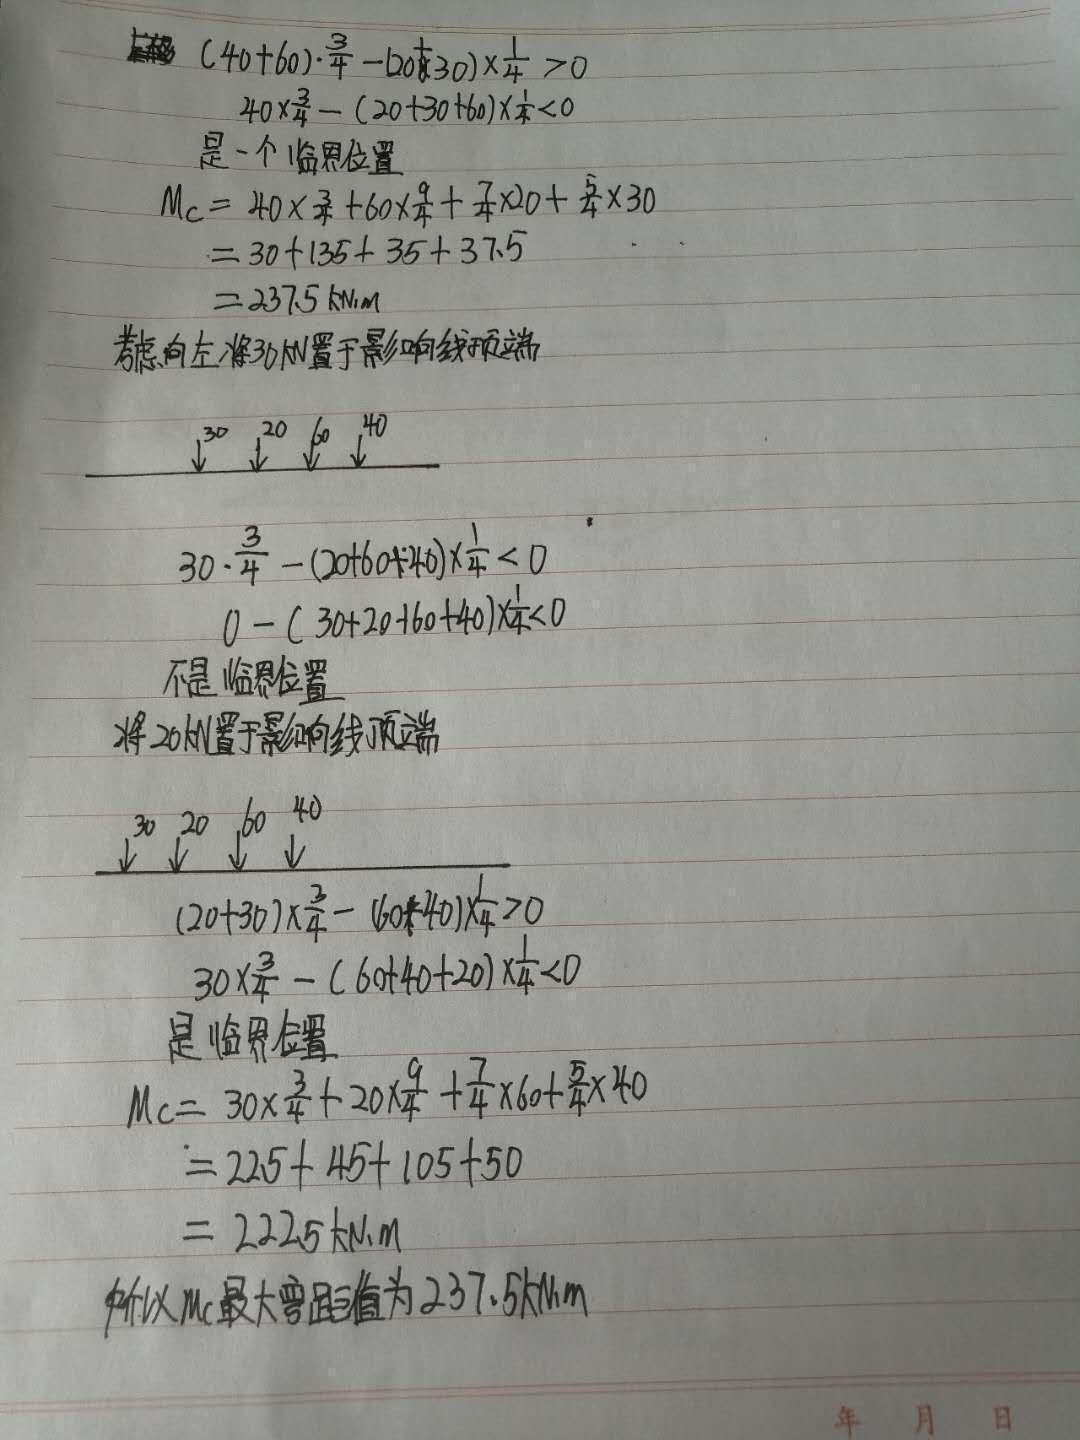 (40+60)·3/4 -(20+30)×1/4 >0
40×3/4 - (20+30+60)×1/4<0
是一个临界位置
Mc= 40×3/4+60×9/4+7/4×20+5/4×30
=30+135+35+37.5
=237.5kN.m
考虑向左将30kN置于影响线顶端
30 20 60 40
30·3/4 -(20+60+40)×1/4<0
0-(30+20+60+40)×1/4<0
不是临界位置
将20kN置于影响线顶端
30 20 60 40
(20+30)×3/4- (60+40)×1/4>0
30×3/4 - (60+40+20)×1/4<0
是临界位置
Mc= 30×3/4+20×9/4+7/4×60+5/4×40
=22.5+45+105+50
=222.5kN.m
所以Mc最大弯距值为237.5kN.m
年 月 日